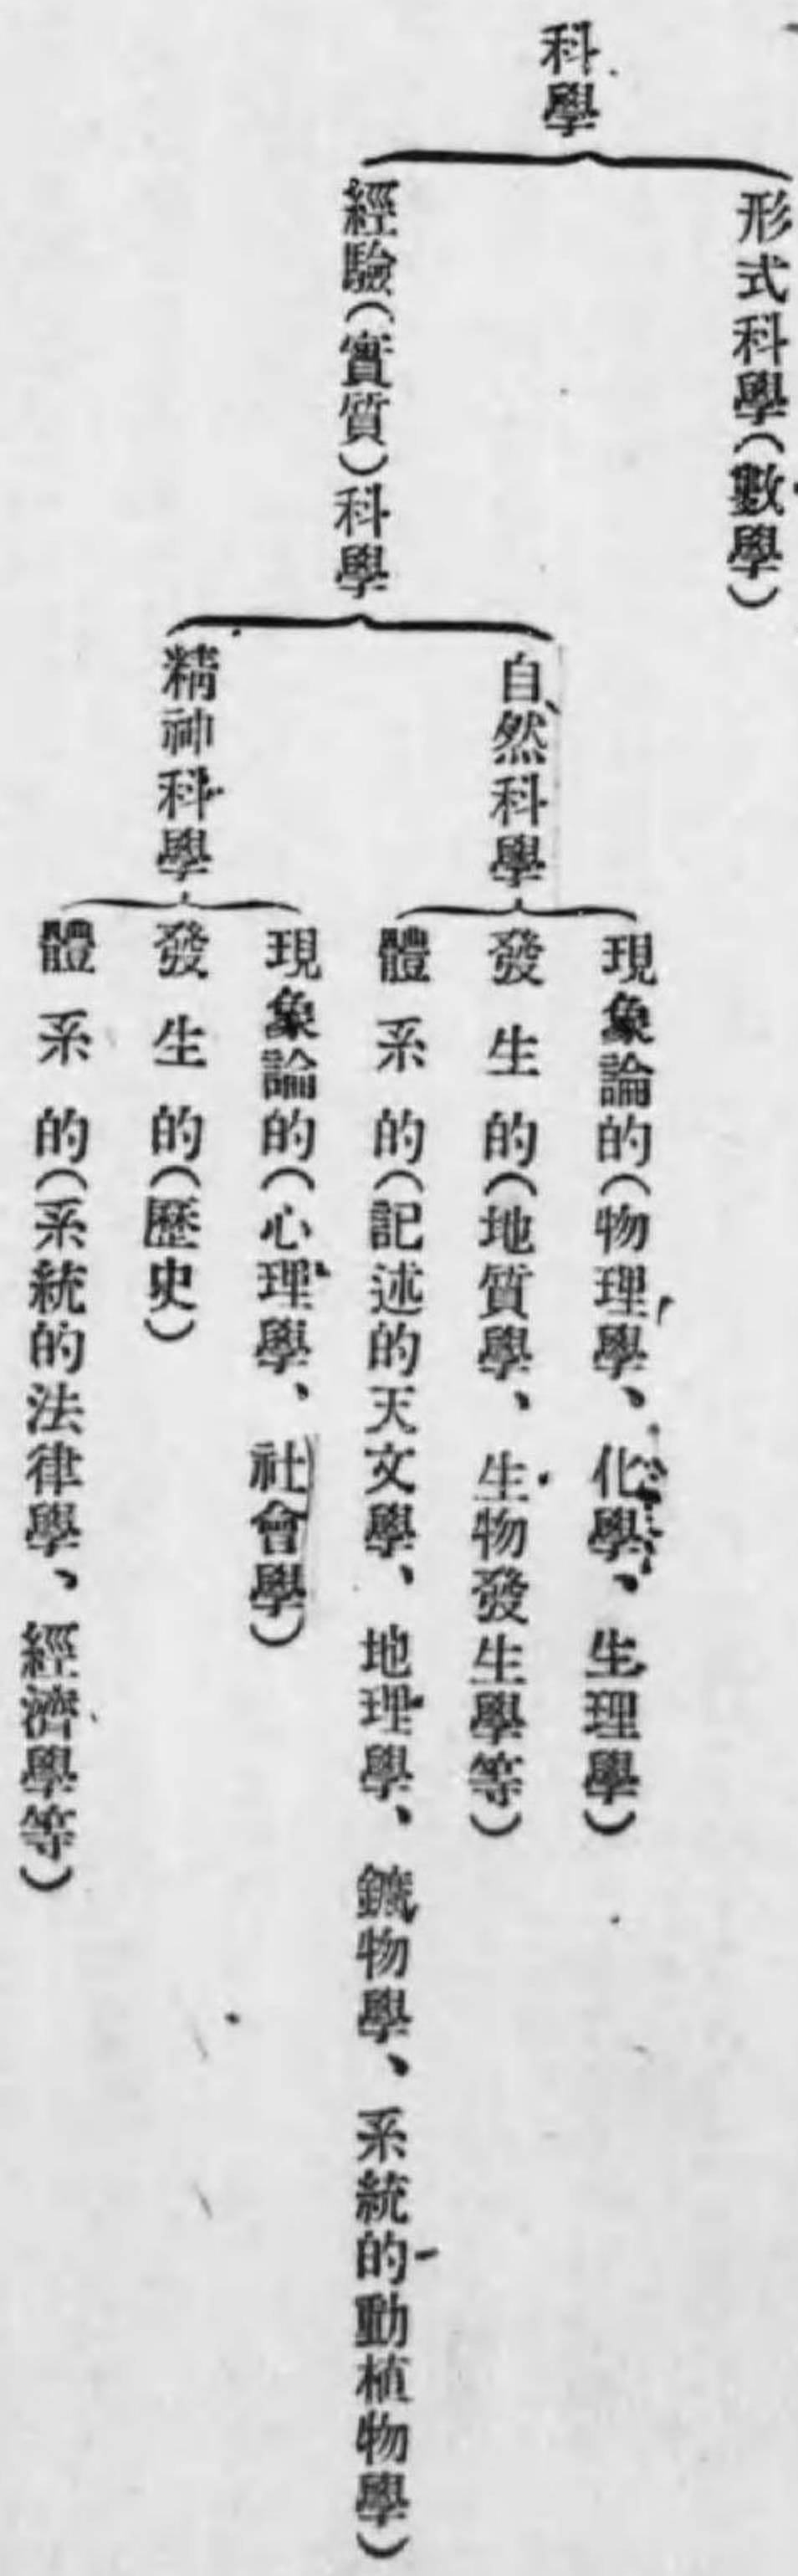 科學
形式科學(數學)
經驗(實質)科學
自然科學
現象論的(物理學、化學、生理學)
發生的(地質學、生物發生學等)
體系的(記述的天文學、地理學、鑛物學、系統的動植物學)
精神科學
現象論的(心理學、社會學)
發生的(歷史)
體系的(系統的法律學、經濟學等)